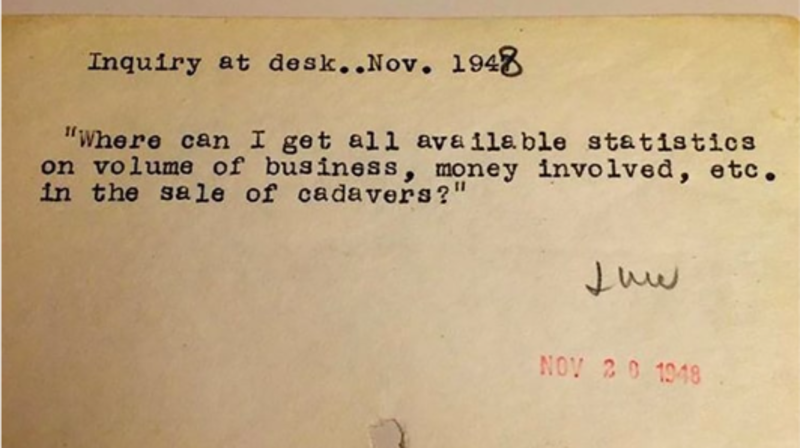 Inquiry at desk..Nov. 1948
"Where can I get all available statistics
on volume of business, money involved, etc.
in the sale of cadavers?"
NOV 20 1948